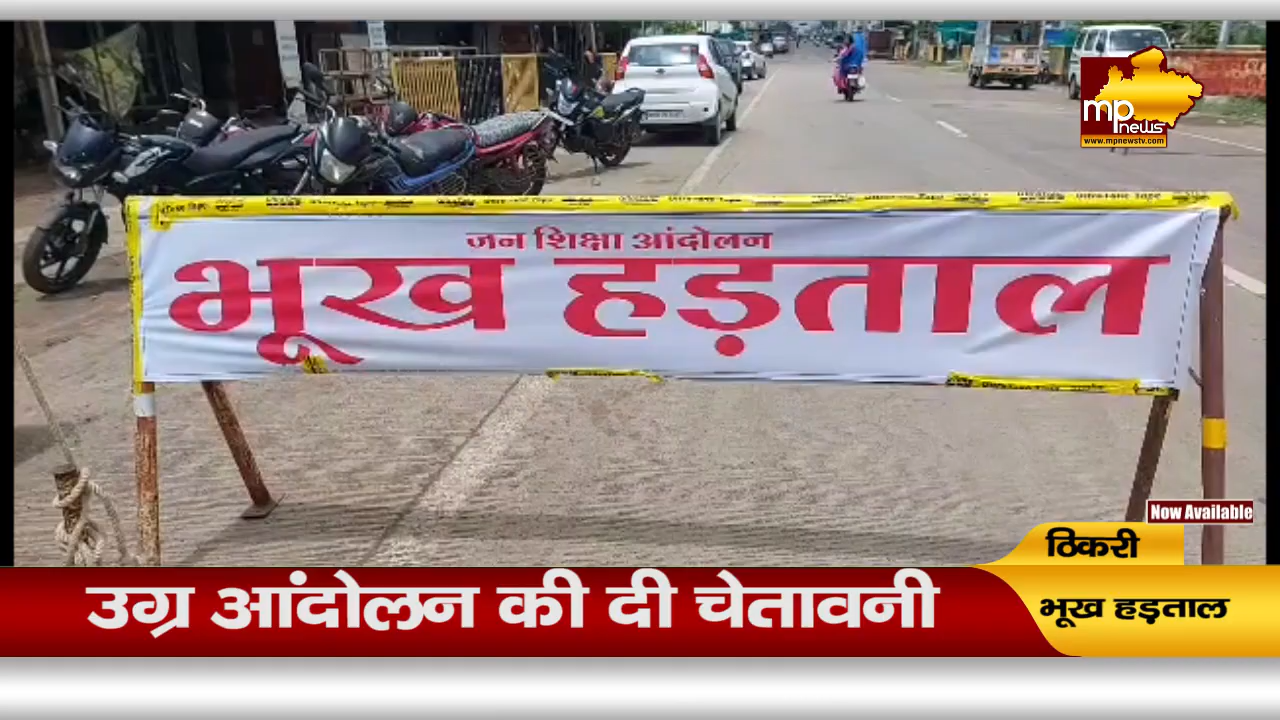 mp news
www.mpnewstv.com
जन शिक्षा आंदोलन
भूख हड़ताल
Now Available
ठिकरी
उग्र आंदोलन की दी चेतावनी
भूख हड़ताल